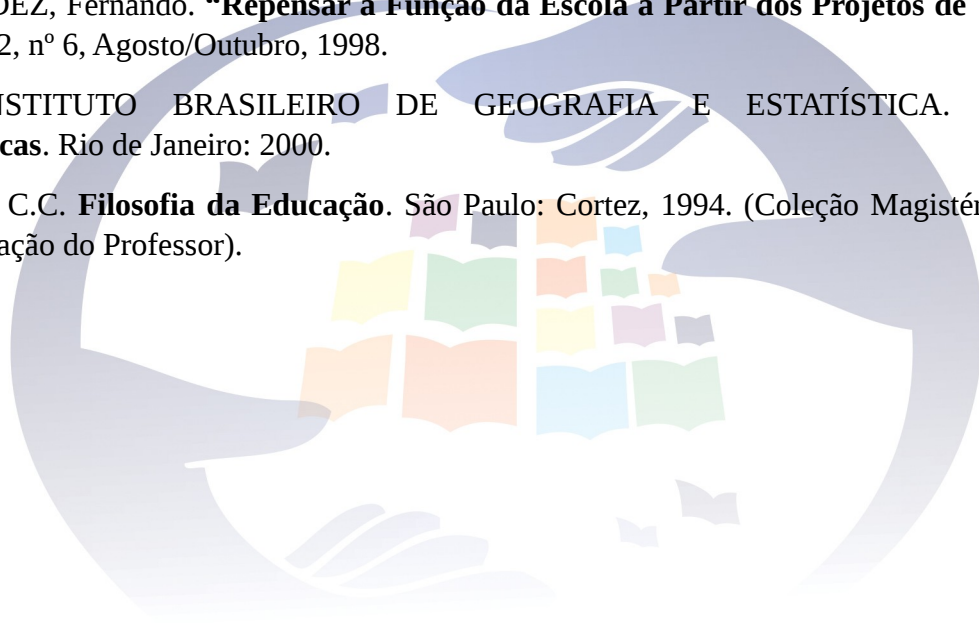 DEZ, Fernando. “Repensar a Função da Escola a Partir dos Projetos de
2, nº 6, Agosto/Outubro, 1998.
NSTITUTO BRASILEIRO DE GEOGRAFIA E ESTATÍSTICA.
cas. Rio de Janeiro: 2000.
C.C. Filosofia da Educação. São Paulo: Cortez, 1994. (Coleção Magistér
ação do Professor).